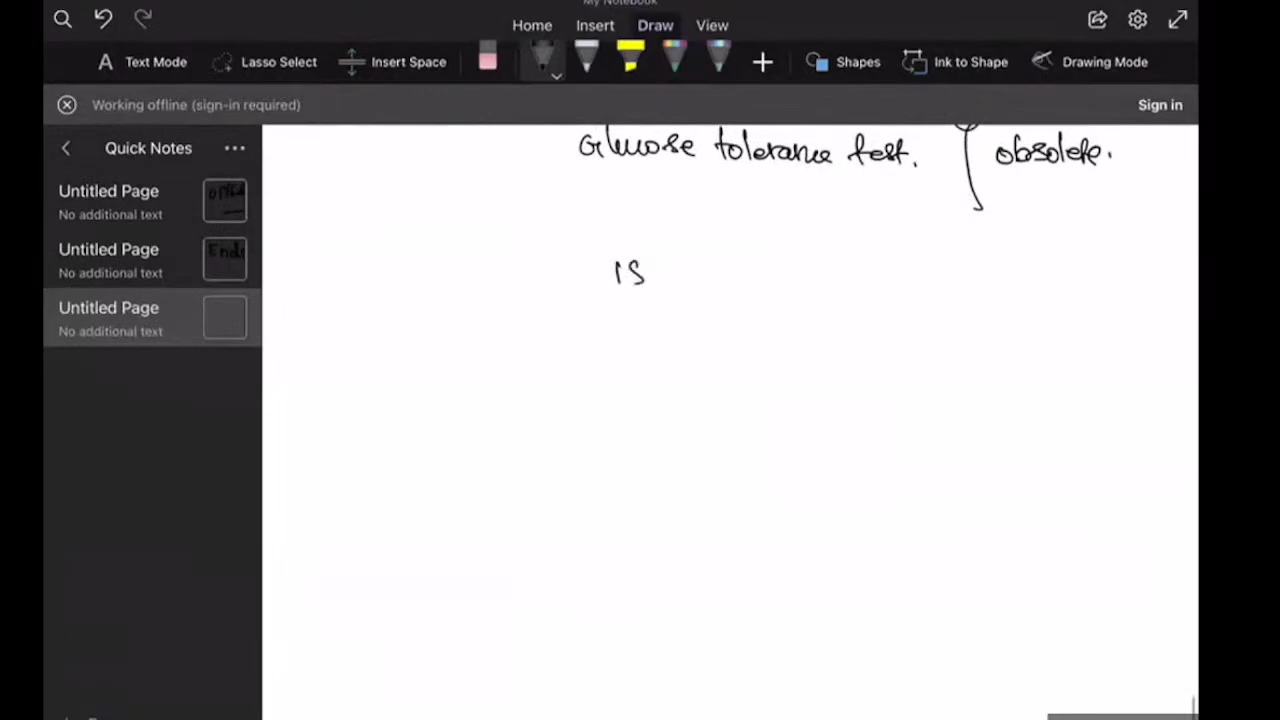 My Notebook
Home Insert Draw View
Text Mode Lasso Select Insert Space Shapes Ink to Shape Drawing Mode
Working offline (sign-in required) Sign in
Quick Notes
Untitled Page
No additional text
Untitled Page
No additional text
Untitled Page
No additional text
Glucose tolerance test. obsolete.
IS